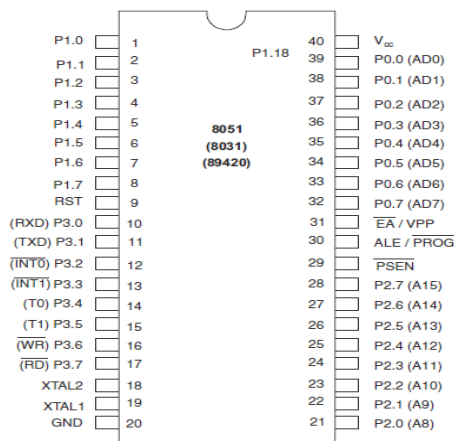 P1.0 1
P1.1 2
P1.2 3
P1.3 4
P1.4 5
P1.5 6
P1.6 7
P1.7 8
RST 9
(RXD) P3.0 10
(TXD) P3.1 11
(INT0) P3.2 12
(INT1) P3.3 13
(T0) P3.4 14
(T1) P3.5 15
(WR) P3.6 16
(RD) P3.7 17
XTAL2 18
XTAL1 19
GND 20
P1.18
8051
(8031)
(89420)
40 Vcc
39 P0.0 (AD0)
38 P0.1 (AD1)
37 P0.2 (AD2)
36 P0.3 (AD3)
35 P0.4 (AD4)
34 P0.5 (AD5)
33 P0.6 (AD6)
32 P0.7 (AD7)
31 EA / VPP
30 ALE / PROG
29 PSEN
28 P2.7 (A15)
27 P2.6 (A14)
26 P2.5 (A13)
25 P2.4 (A12)
24 P2.3 (A11)
23 P2.2 (A10)
22 P2.1 (A9)
21 P2.0 (A8)